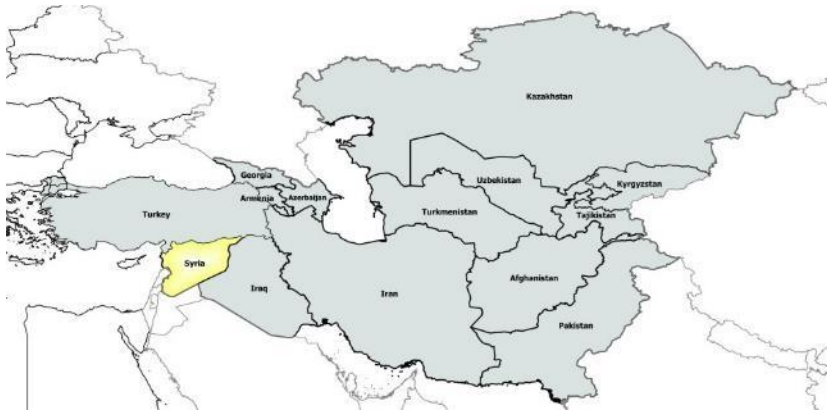 Kazakhstan
Georgia
Uzbekistan
Kyrgyzstan
Armenia
Azerbaijan
Turkey
Turkmenistan
Tajikistan
Syria
Afghanistan
Iraq
Iran
Pakistan